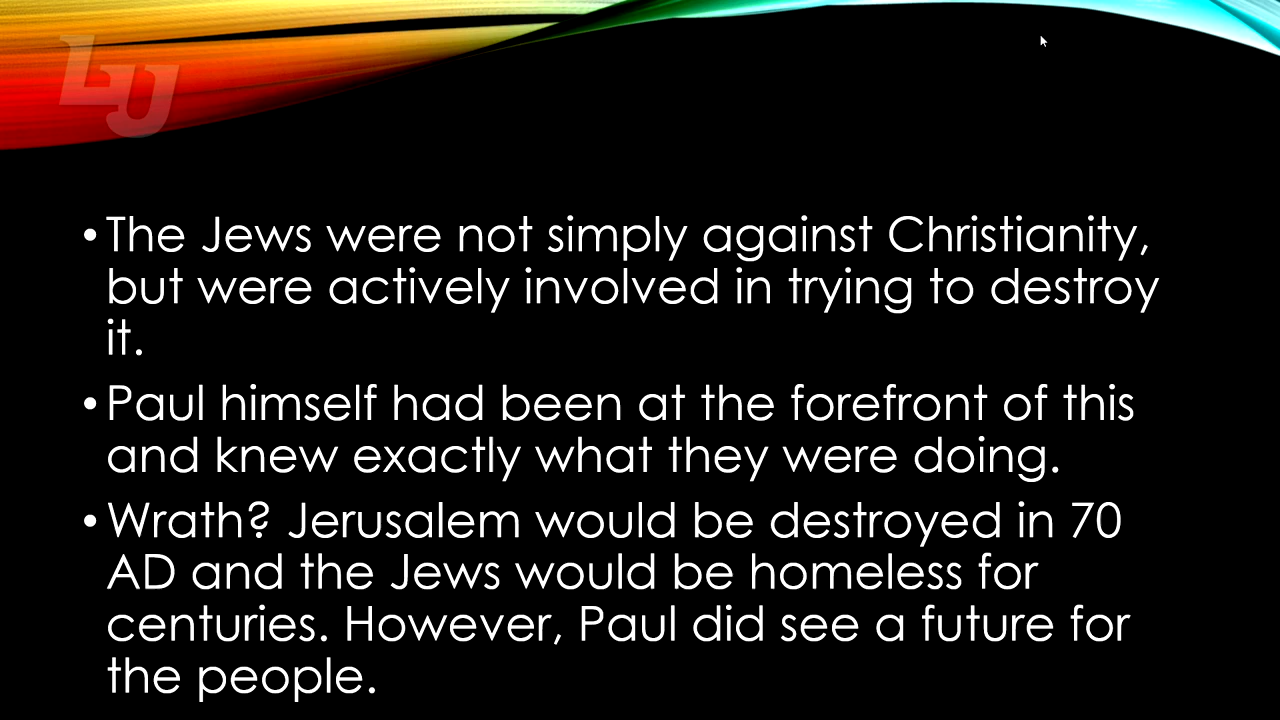 LU
• The Jews were not simply against Christianity,
but were actively involved in trying to destroy
it.
• Paul himself had been at the forefront of this
and knew exactly what they were doing.
• Wrath? Jerusalem would be destroyed in 70
AD and the Jews would be homeless for
centuries. However, Paul did see a future for
the people.